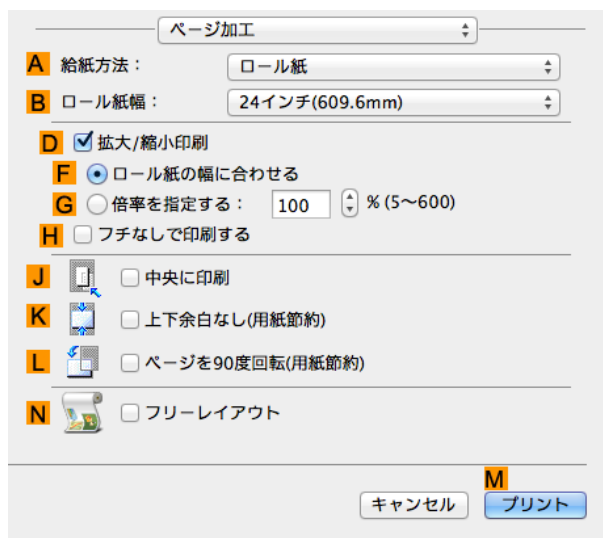 ページ加工
A 給紙方法： ロール紙
B ロール紙幅： 24インチ(609.6mm)
D 拡大/縮小印刷
F ロール紙の幅に合わせる
G 倍率を指定する： 100 % (5〜600)
H フチなしで印刷する
J 中央に印刷
K 上下余白なし(用紙節約)
L ページを90度回転(用紙節約)
N フリーレイアウト
M
キャンセル プリント